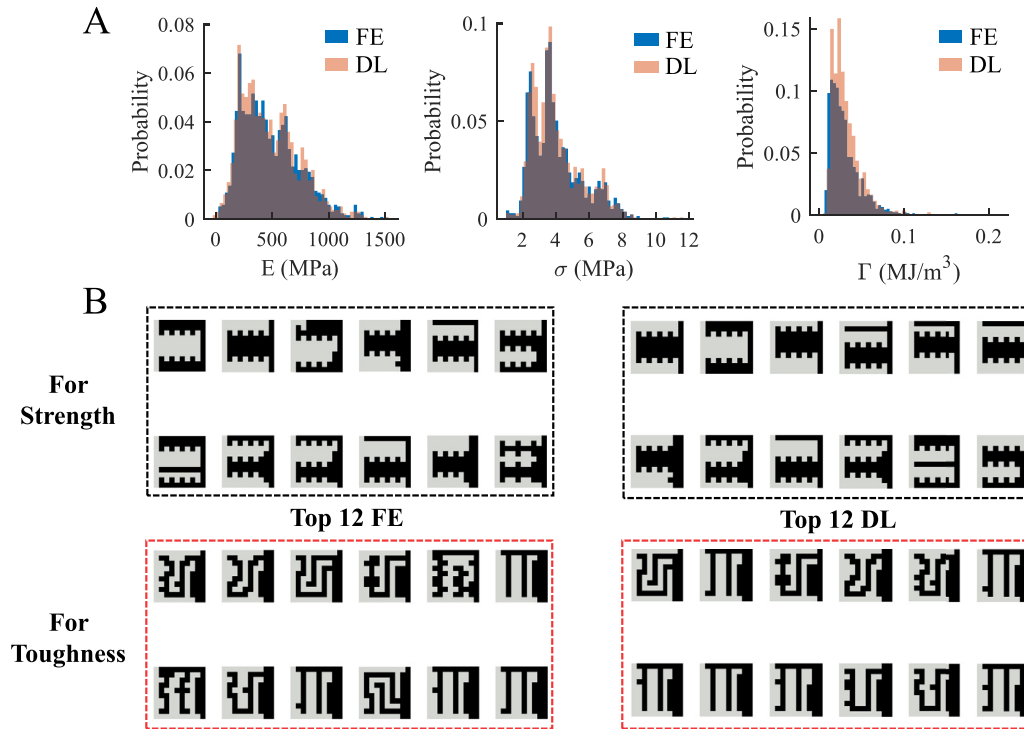 A
0.08
0.06
0.04
0.02
0
Probability
FE
DL
0 500 1000 1500
E (MPa)
0.1
0.05
0
Probability
FE
DL
2 4 6 8 10 12
σ (MPa)
0.15
0.1
0.05
0
Probability
FE
DL
0 0.1 0.2
Γ (MJ/m³)
B
For
Strength
Top 12 FE
Top 12 DL
For
Toughness